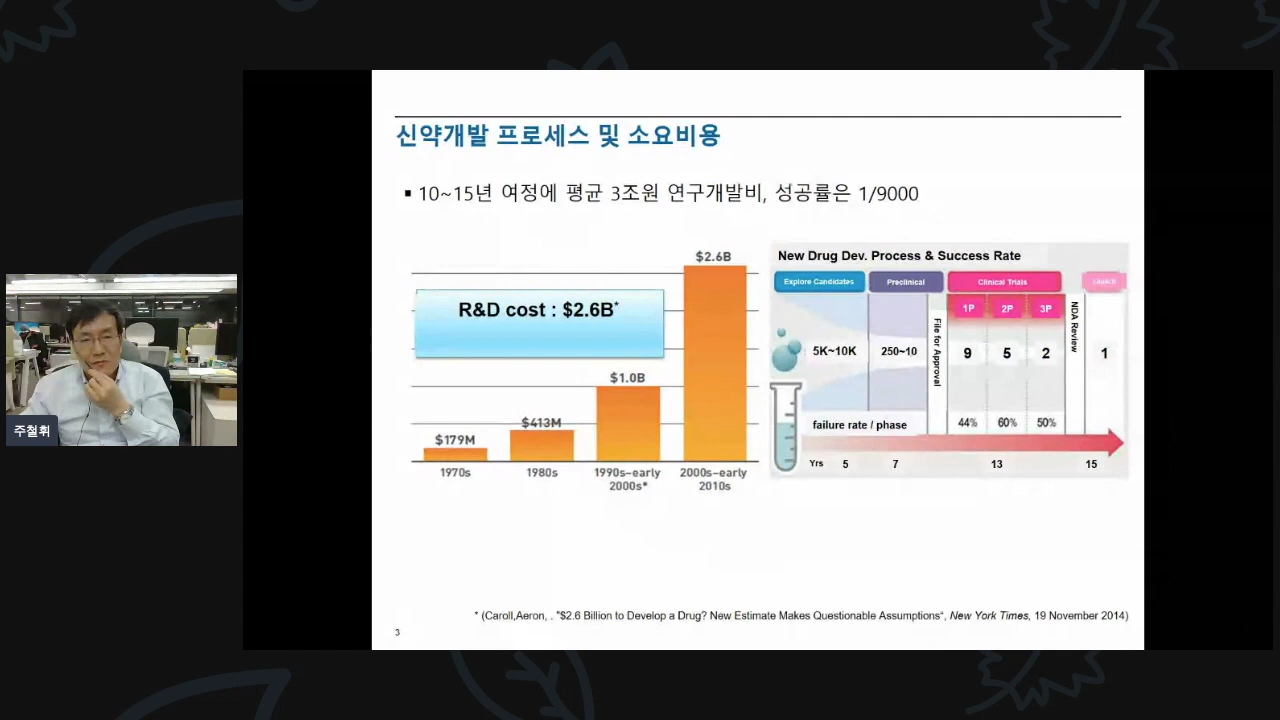 신약개발 프로세스 및 소요비용
▪ 10~15년 여정에 평균 3조원 연구개발비, 성공률은 1/9000
R&D cost : $2.6B*
$179M
$413M
$1.0B
$2.6B
1970s
1980s
1990s–early
2000s*
2000s–early
2010s
New Drug Dev. Process & Success Rate
Explore Candidates
Preclinical
Clinical Trials
Launch
1P 2P 3P
File for Approval
NDA Review
5K~10K 250~10 9 5 2 1
failure rate / phase 44% 60% 50%
Yrs 5 7 13 15
* (Caroll,Aeron, . "$2.6 Billion to Develop a Drug? New Estimate Makes Questionable Assumptions“, New York Times, 19 November 2014)
3
주철휘